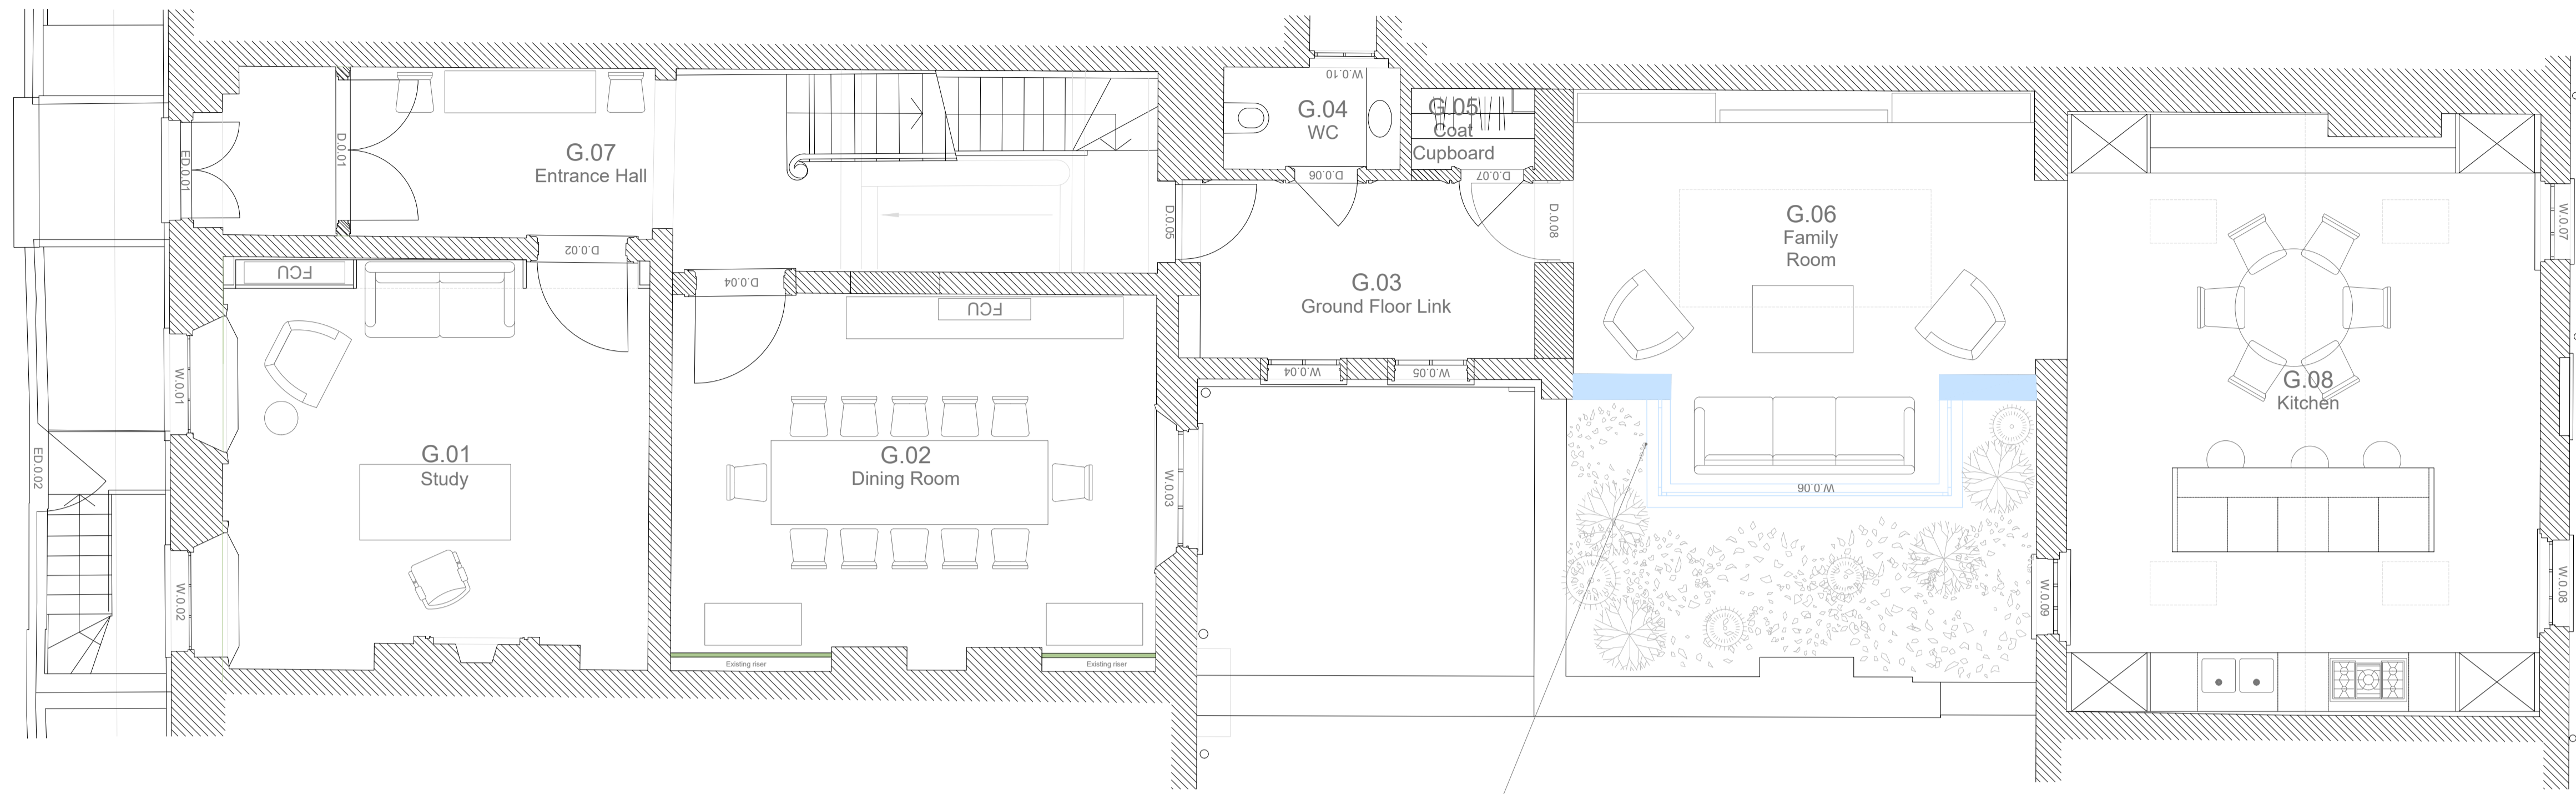 ED.0.01
D.0.01
G.07
Entrance Hall
D.0.02
FCU
W.0.01
W.0.02
ED.0.02
G.01
Study
D.0.04
FCU
G.02
Dining Room
Existing riser
Existing riser
W.0.03
D.0.05
W.0.10
G.04
WC
D.0.06
G.05
Coat
Cupboard
D.0.07
D.0.08
G.03
Ground Floor Link
W.0.04
W.0.05
G.06
Family
Room
W.0.06
W.0.09
G.08
Kitchen
W.0.07
W.0.08